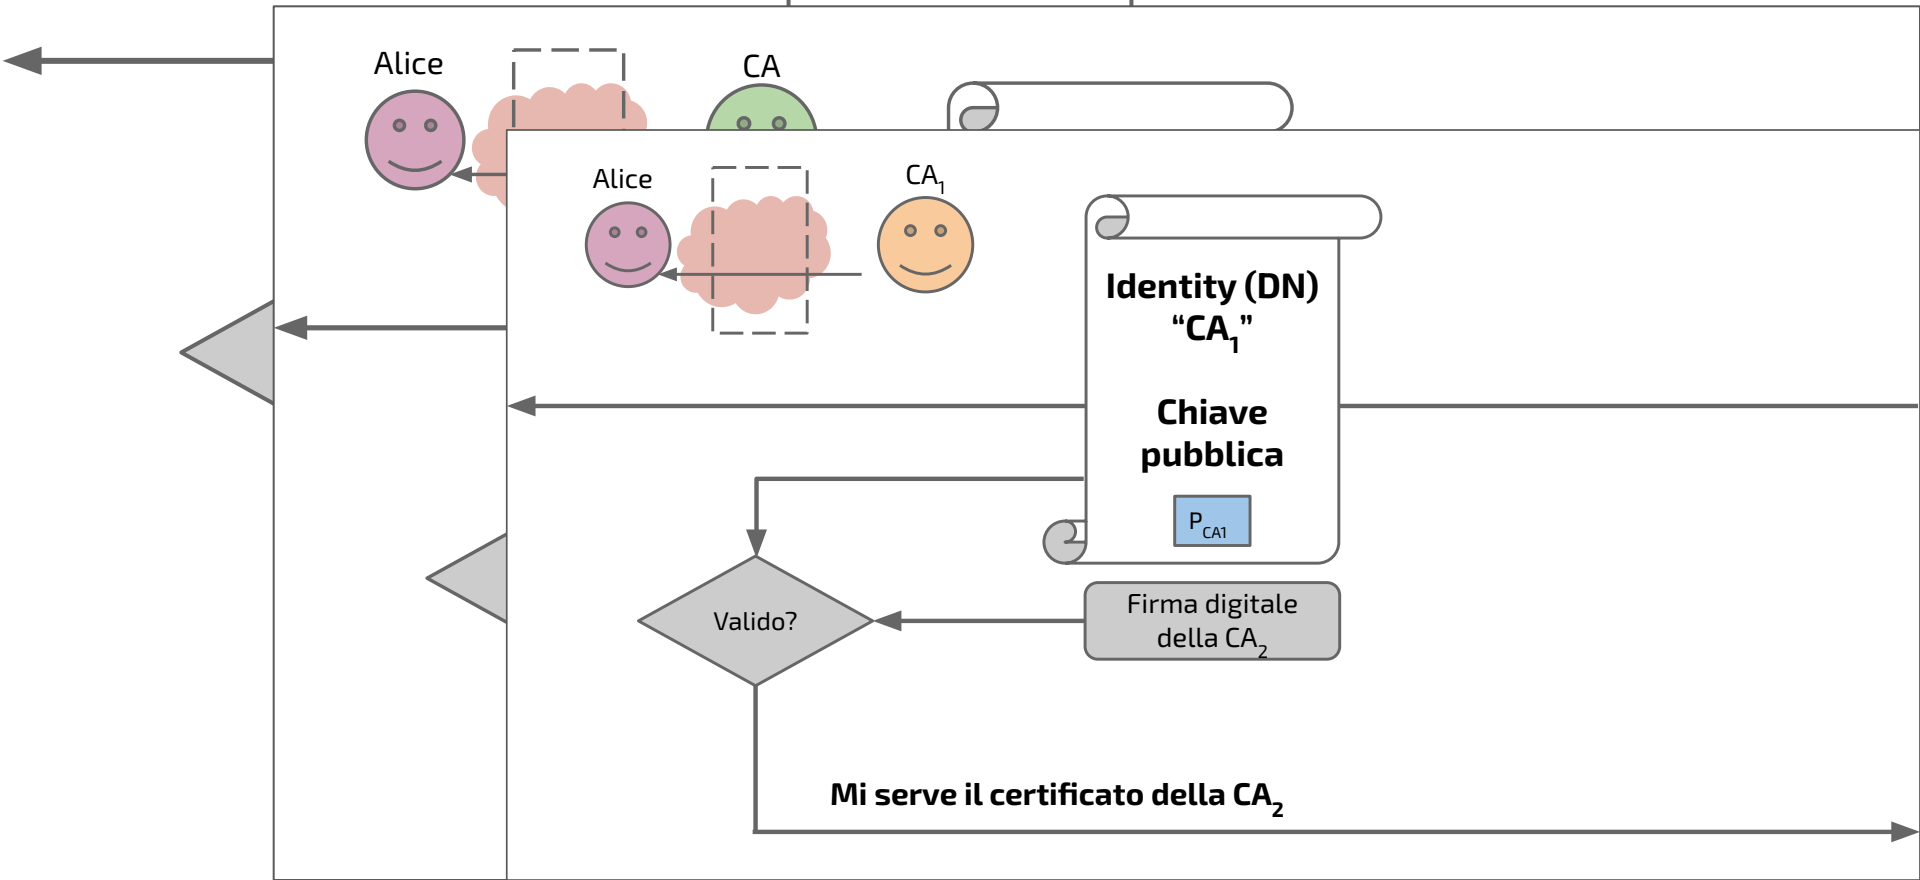 Alice
CA
Alice
CA₁
Identity (DN)
“CA₁”
Chiave
pubblica
P_CA1
Valido?
Firma digitale
della CA₂
Mi serve il certificato della CA₂